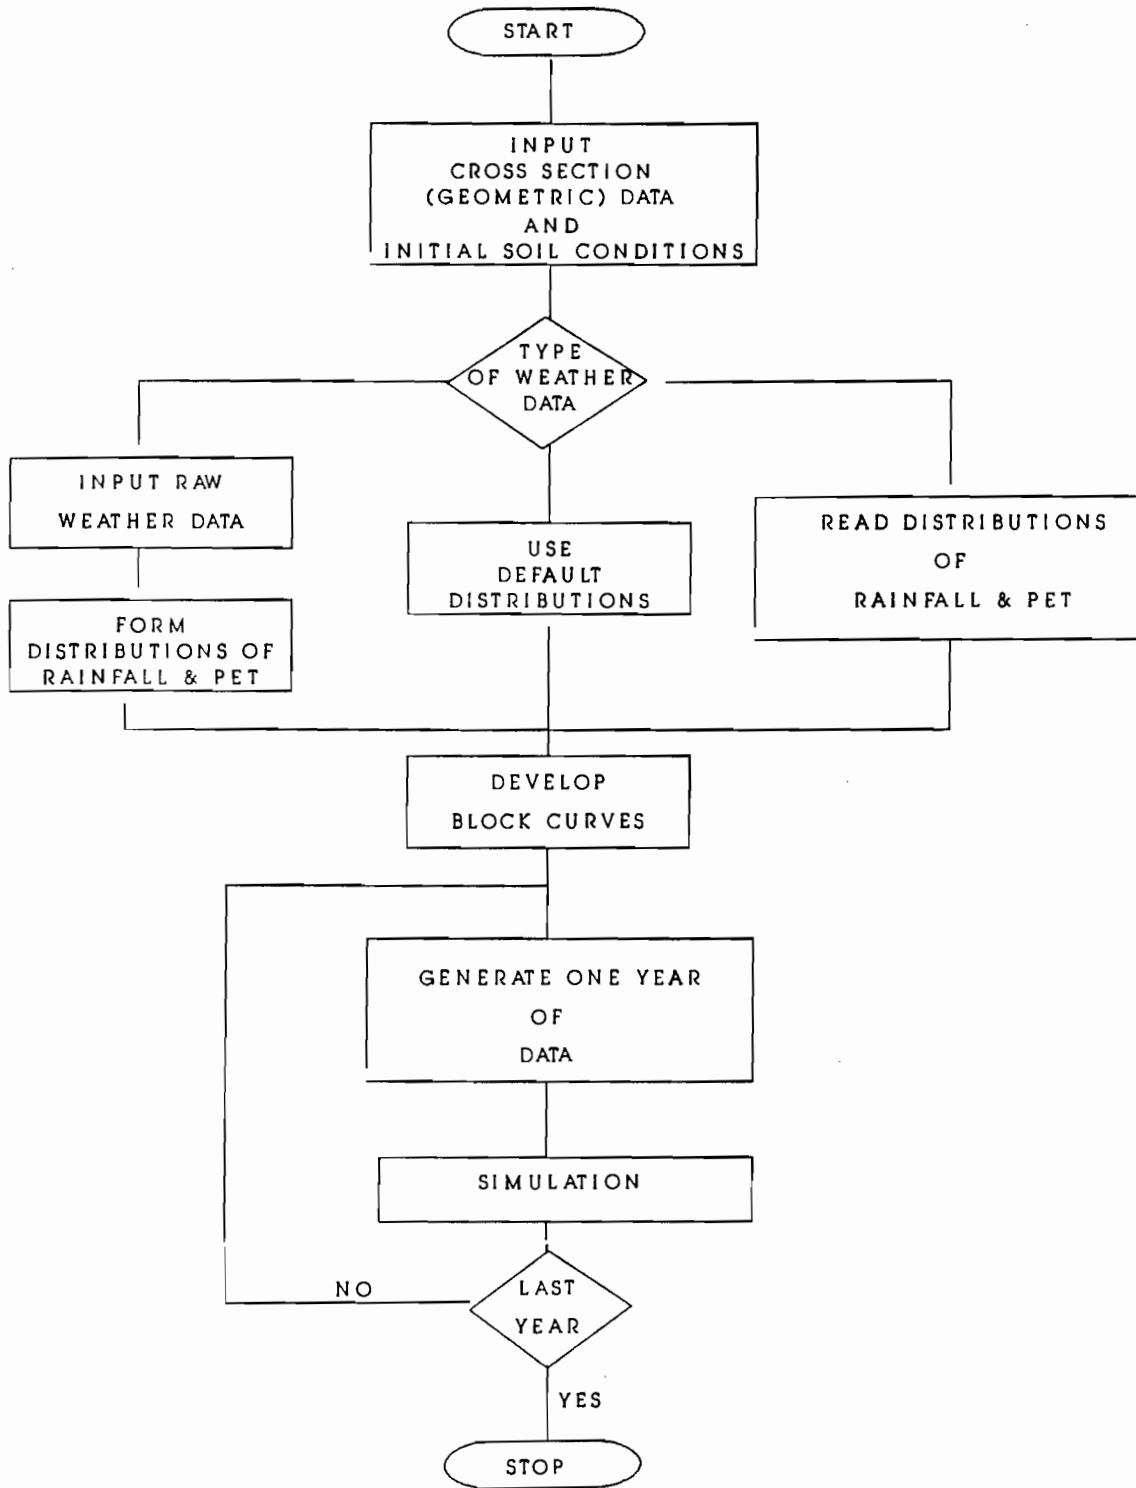 START
INPUT
CROSS SECTION
(GEOMETRIC) DATA
AND
INITIAL SOIL CONDITIONS
TYPE
OF WEATHER
DATA
INPUT RAW
WEATHER DATA
FORM
DISTRIBUTIONS OF
RAINFALL & PET
USE
DEFAULT
DISTRIBUTIONS
READ DISTRIBUTIONS
OF
RAINFALL & PET
DEVELOP
BLOCK CURVES
GENERATE ONE YEAR
OF
DATA
SIMULATION
LAST
YEAR
NO
YES
STOP